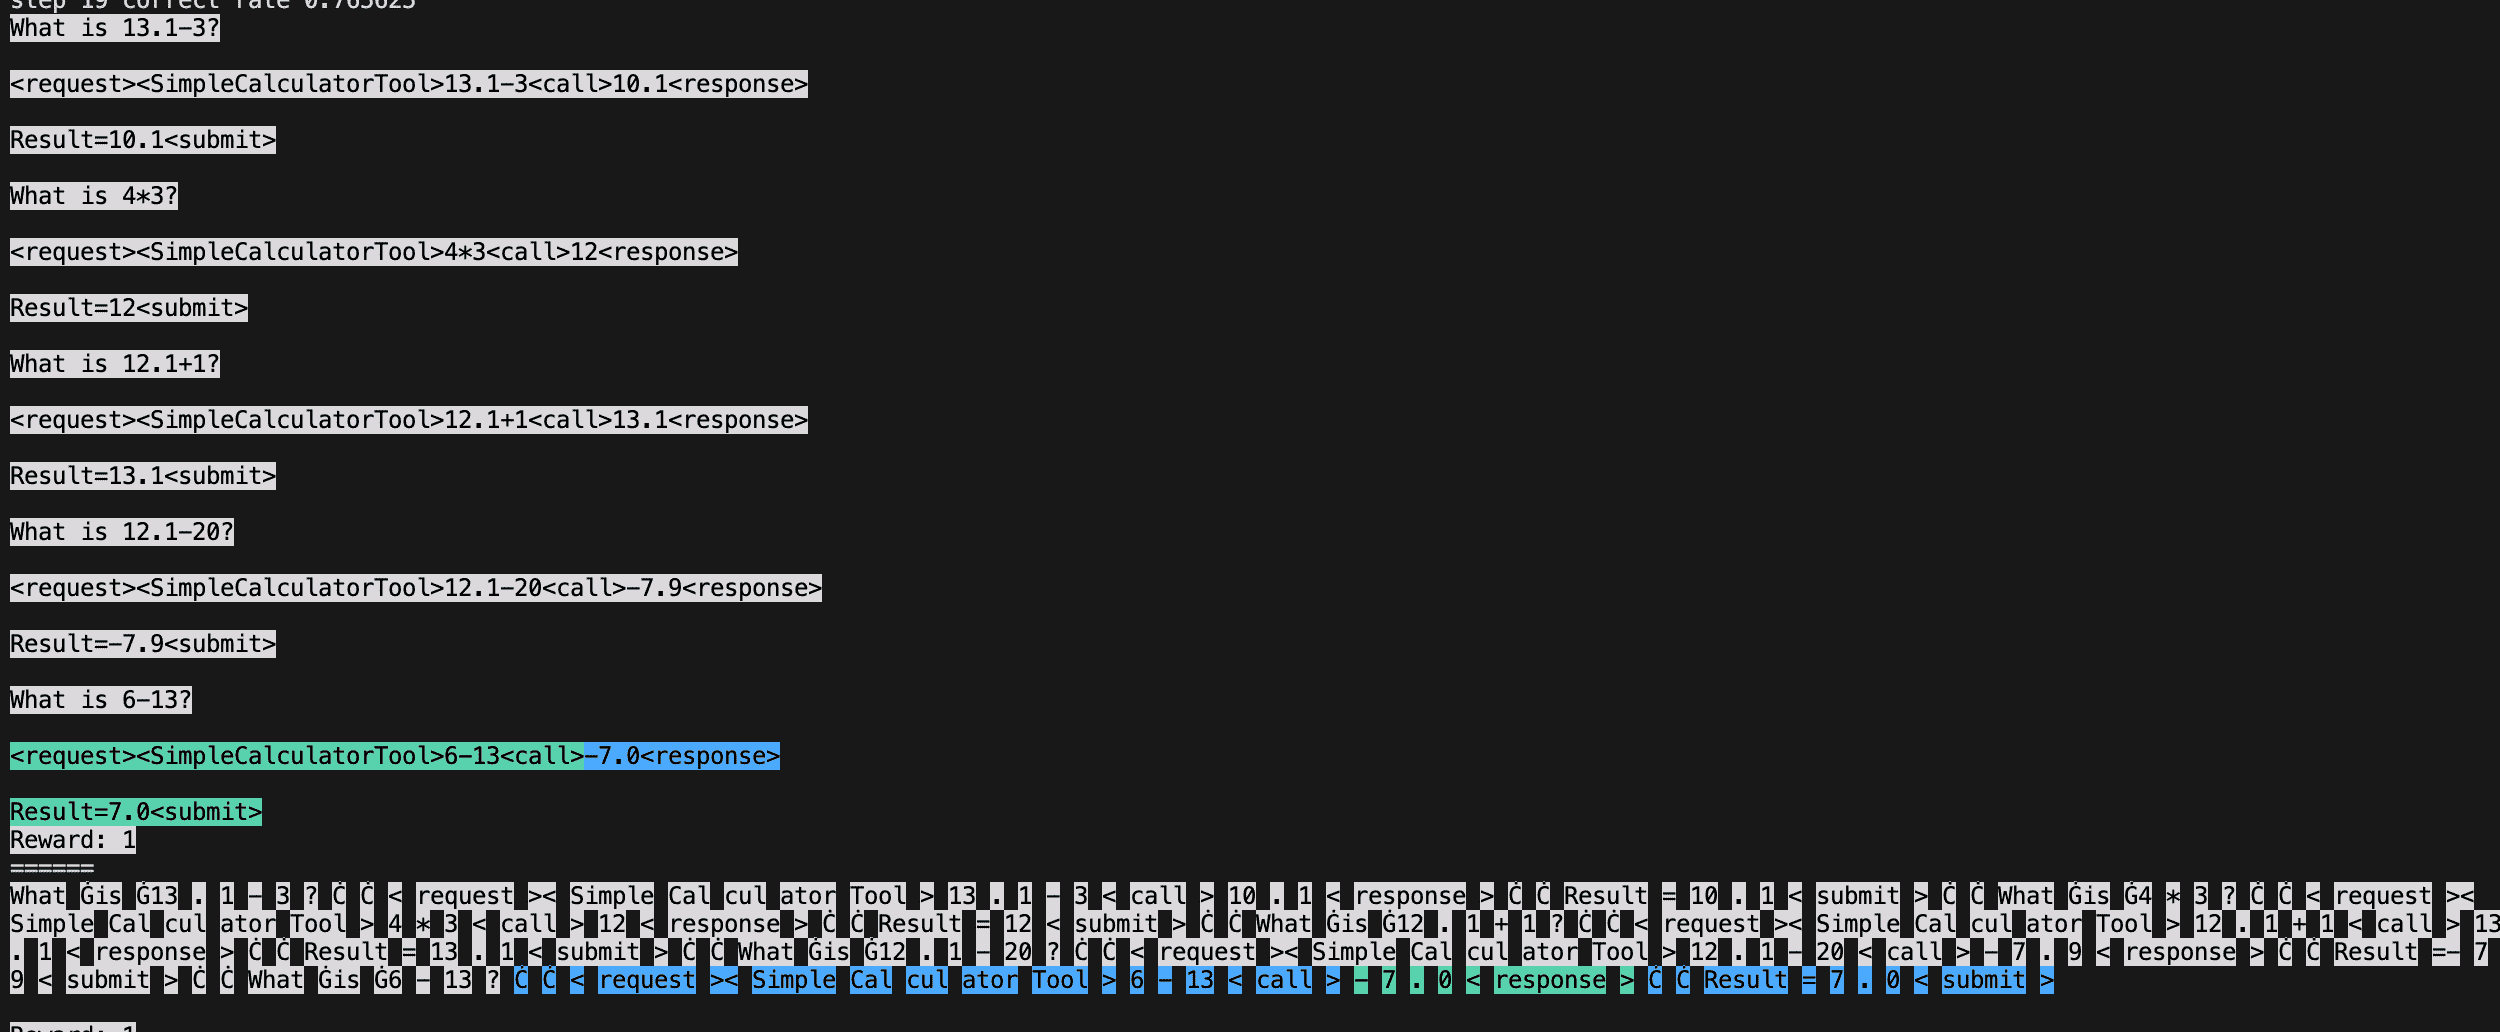 step 19 correct rate 0.765625
What is 13.1-3?
<request><SimpleCalculatorTool>13.1-3<call>10.1<response>
Result=10.1<submit>
What is 4*3?
<request><SimpleCalculatorTool>4*3<call>12<response>
Result=12<submit>
What is 12.1+1?
<request><SimpleCalculatorTool>12.1+1<call>13.1<response>
Result=13.1<submit>
What is 12.1-20?
<request><SimpleCalculatorTool>12.1-20<call>-7.9<response>
Result=-7.9<submit>
What is 6-13?
<request><SimpleCalculatorTool>6-13<call>-7.0<response>
Result=7.0<submit>
Reward: 1
======
What Ġis Ġ13 . 1 - 3 ? Ċ Ċ < request >< Simple Cal cul ator Tool > 13 . 1 - 3 < call > 10 . 1 < response > Ċ Ċ Result = 10 . 1 < submit > Ċ Ċ What Ġis Ġ4 * 3 ? Ċ Ċ < request ><
Simple Cal cul ator Tool > 4 * 3 < call > 12 < response > Ċ Ċ Result = 12 < submit > Ċ Ċ What Ġis Ġ12 . 1 + 1 ? Ċ Ċ < request >< Simple Cal cul ator Tool > 12 . 1 + 1 < call > 13
. 1 < response > Ċ Ċ Result = 13 . 1 < submit > Ċ Ċ What Ġis Ġ12 . 1 - 20 ? Ċ Ċ < request >< Simple Cal cul ator Tool > 12 . 1 - 20 < call > - 7 . 9 < response > Ċ Ċ Result =- 7
9 < submit > Ċ Ċ What Ġis Ġ6 - 13 ? Ċ Ċ < request >< Simple Cal cul ator Tool > 6 - 13 < call > - 7 . 0 < response > Ċ Ċ Result = 7 . 0 < submit >
Reward: 1